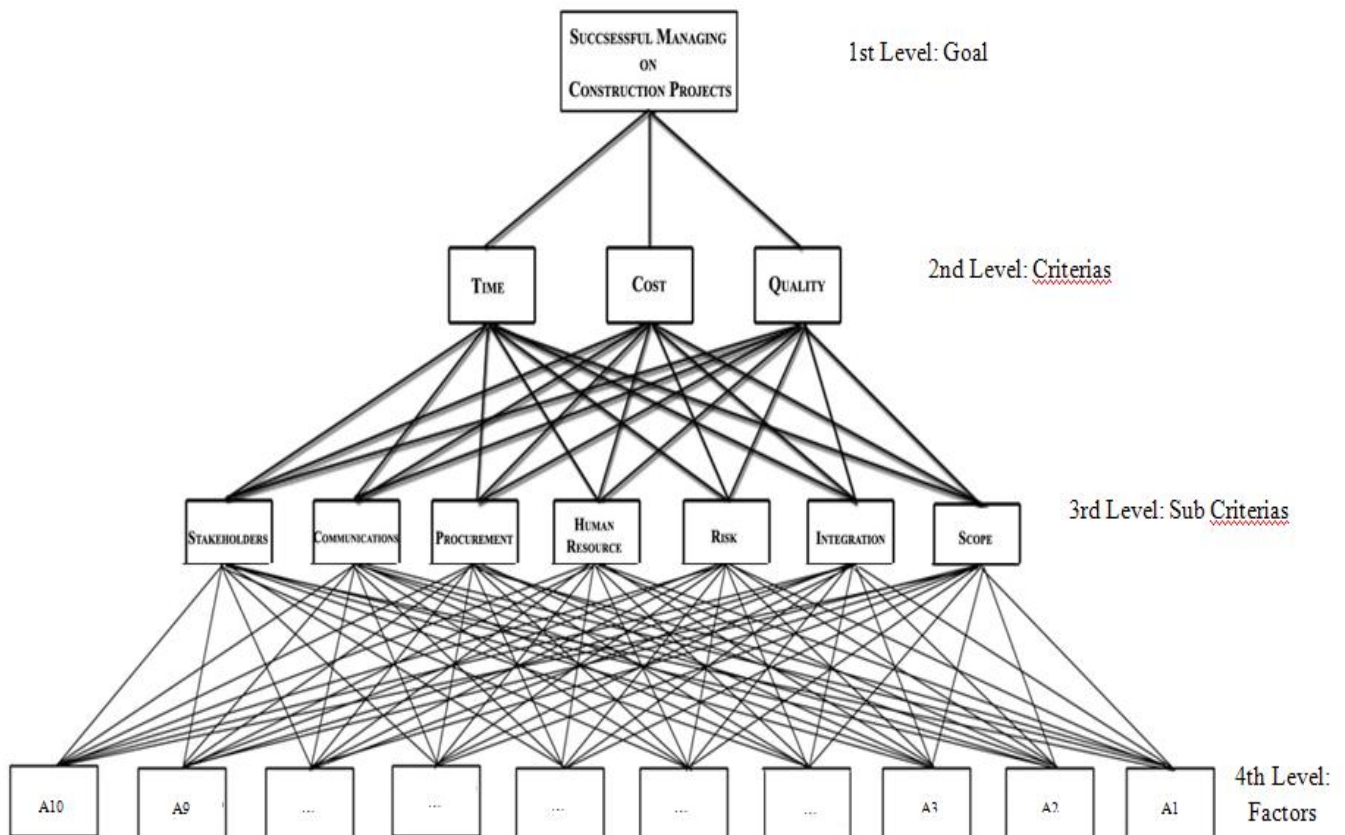 SUCCSESSFUL MANAGING
ON
CONSTRUCTION PROJECTS
1st Level: Goal
TIME
COST
QUALITY
2nd Level: Criterias
STAKEHOLDERS
COMMUNICATIONS
PROCUREMENT
HUMAN
RESOURCE
RISK
INTEGRATION
SCOPE
3rd Level: Sub Criterias
A10
A9
...
...
...
...
...
A3
A2
A1
4th Level:
Factors